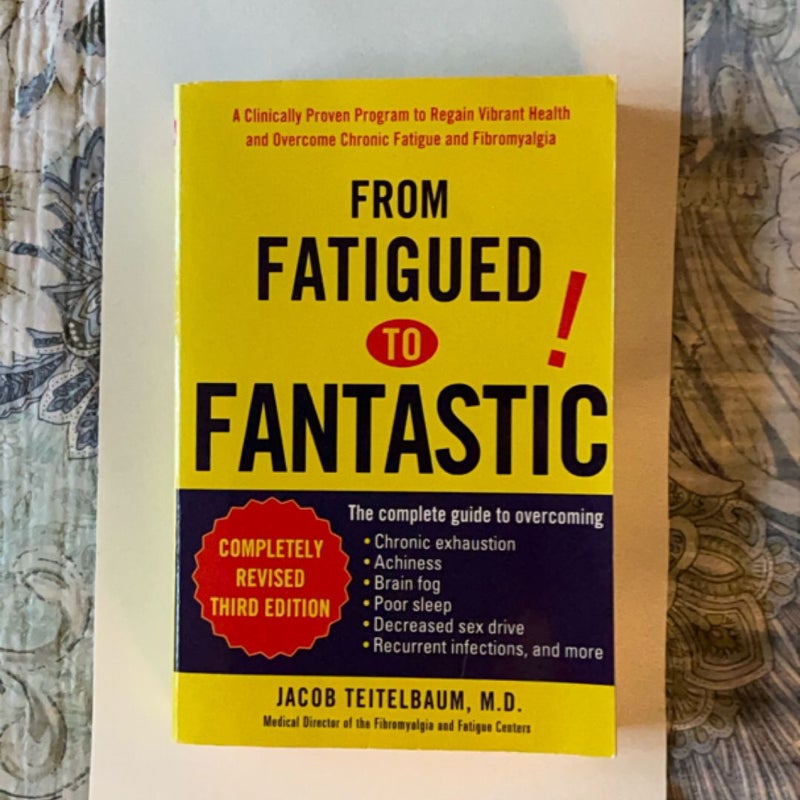 A Clinically Proven Program to Regain Vibrant Health
and Overcome Chronic Fatigue and Fibromyalgia
FROM
FATIGUED
TO
FANTASTIC!
The complete guide to overcoming
• Chronic exhaustion
• Achiness
• Brain fog
• Poor sleep
• Decreased sex drive
• Recurrent infections, and more
COMPLETELY
REVISED
THIRD EDITION
JACOB TEITELBAUM, M.D.
Medical Director of the Fibromyalgia and Fatigue Centers